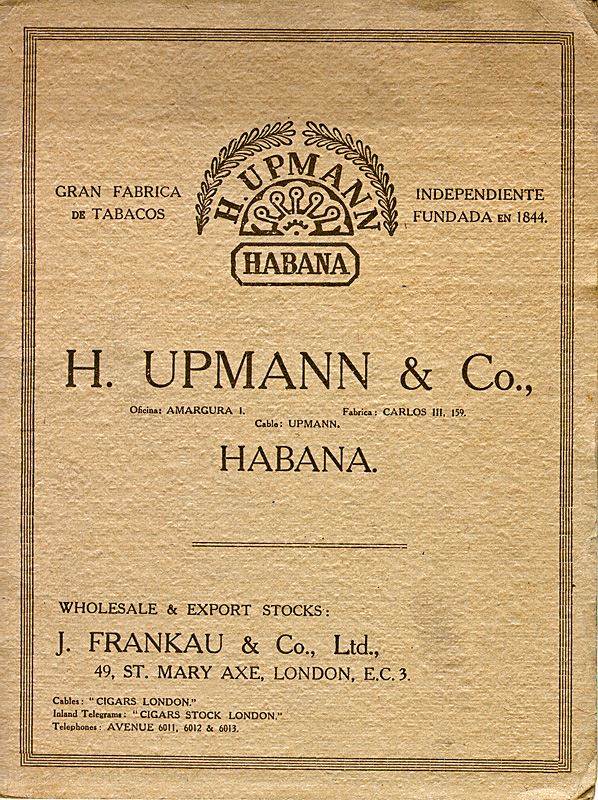 GRAN FABRICA
DE TABACOS
H. UPMANN
HABANA
INDEPENDIENTE
FUNDADA EN 1844.
H. UPMANN & Co.,
Oficina: AMARGURA 1.
Fabrica: CARLOS III, 159.
Cable: UPMANN.
HABANA.
WHOLESALE & EXPORT STOCKS:
J. FRANKAU & Co., Ltd.,
49, ST. MARY AXE, LONDON, E.C. 3.
Cables: "CIGARS LONDON."
Inland Telegrams: "CIGARS STOCK LONDON."
Telephones: AVENUE 6011, 6012 & 6013.